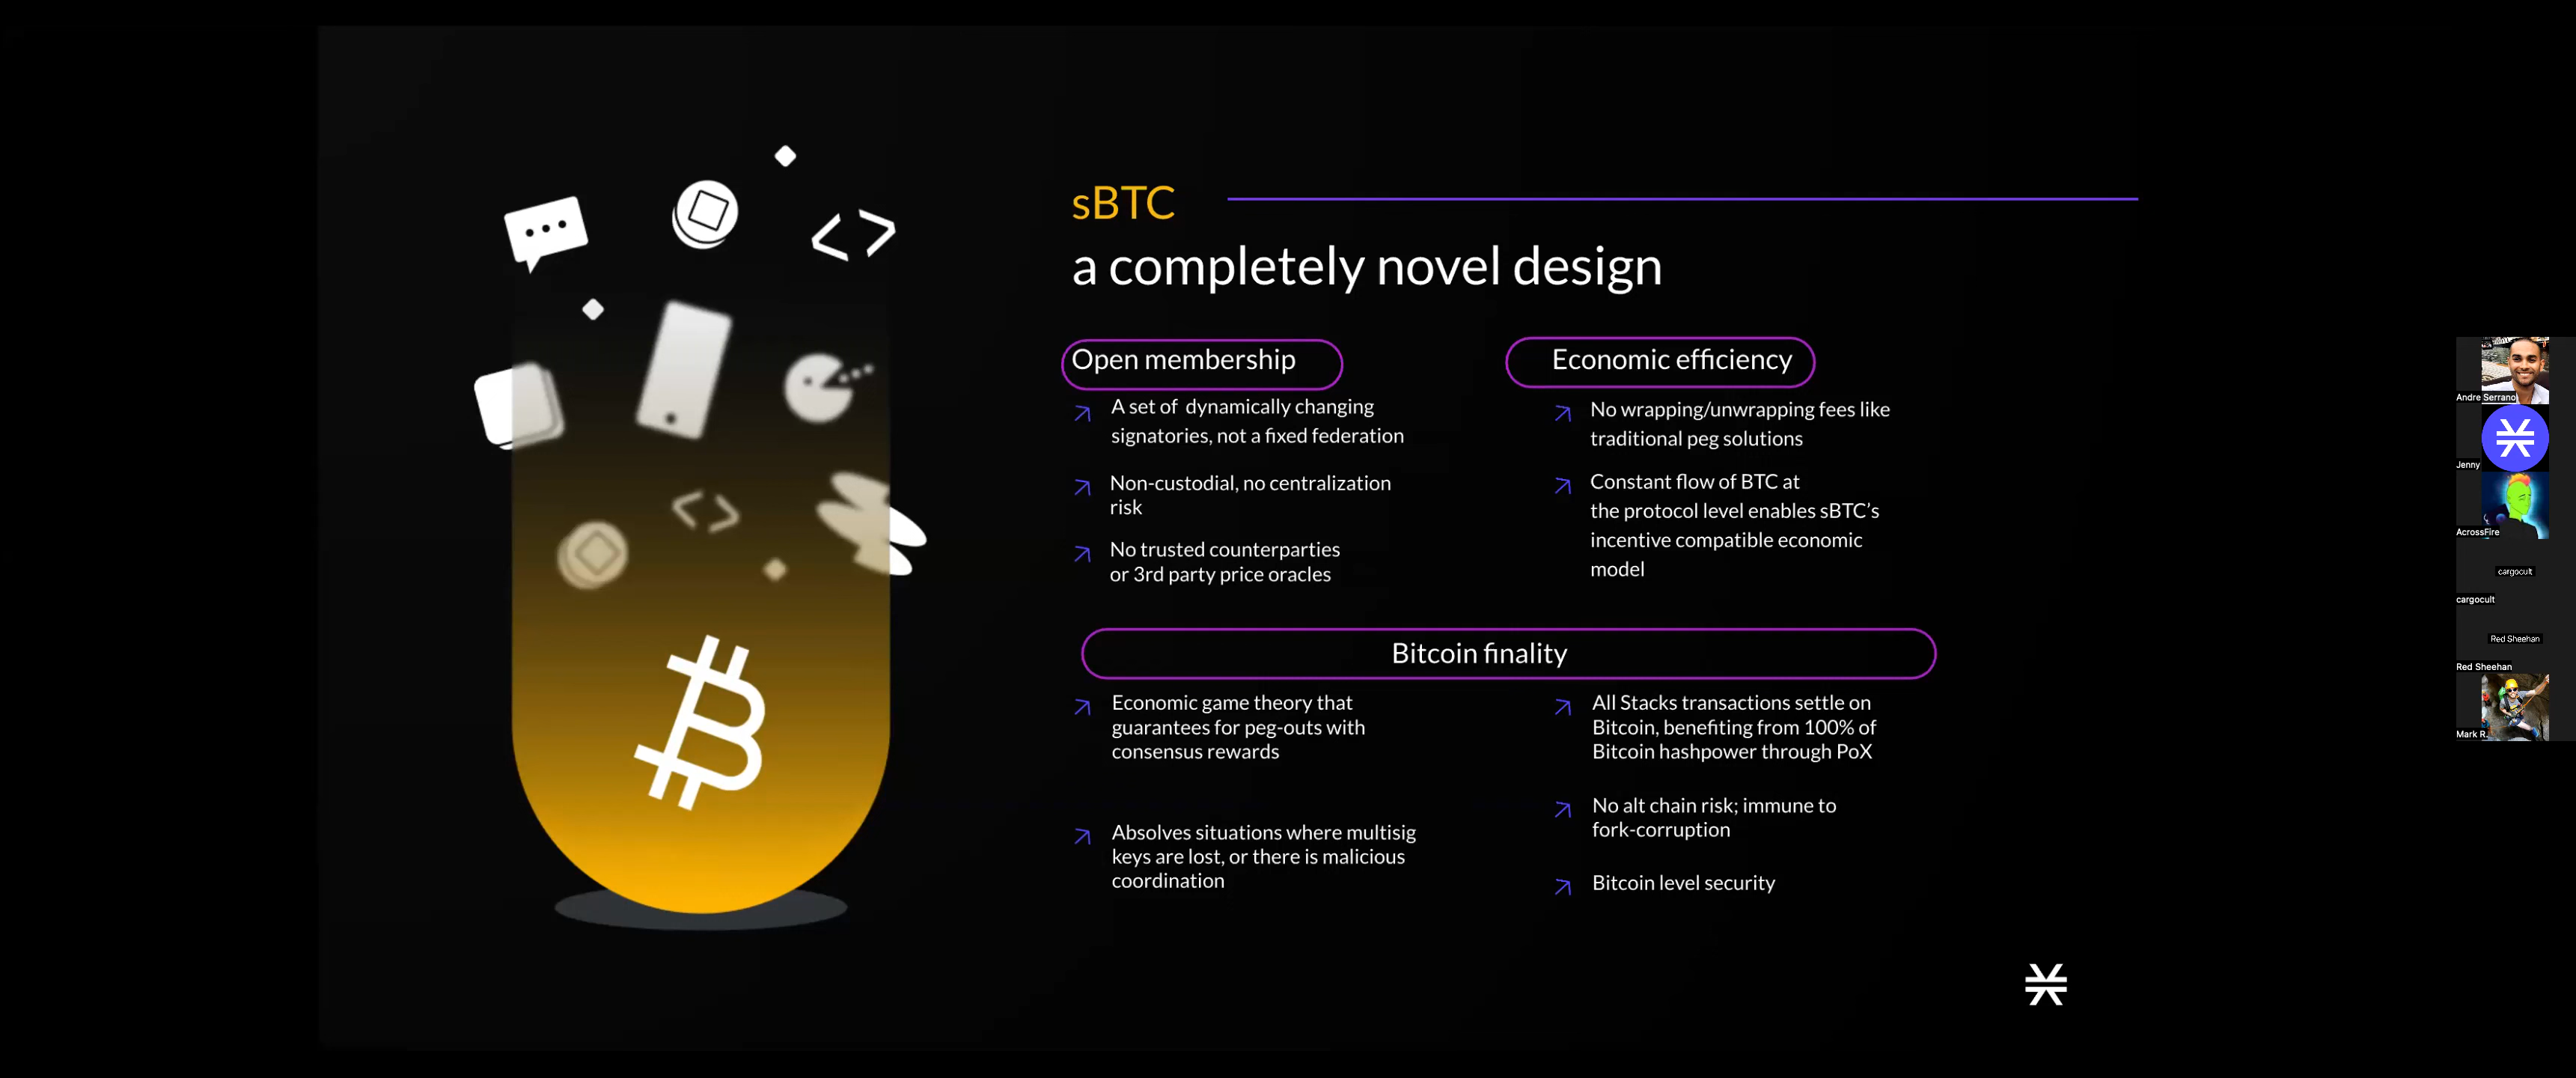 sBTC
a completely novel design
Open membership
A set of dynamically changing
signatories, not a fixed federation
Non-custodial, no centralization
risk
No trusted counterparties
or 3rd party price oracles
Economic efficiency
No wrapping/unwrapping fees like
traditional peg solutions
Constant flow of BTC at
the protocol level enables sBTC’s
incentive compatible economic
model
Bitcoin finality
Economic game theory that
guarantees for peg-outs with
consensus rewards
Absolves situations where multisig
keys are lost, or there is malicious
coordination
All Stacks transactions settle on
Bitcoin, benefiting from 100% of
Bitcoin hashpower through PoX
No alt chain risk; immune to
fork-corruption
Bitcoin level security
Andre Serrano
Jenny
AcrossFire
cargocult
cargocult
Red Sheehan
Red Sheehan
Mark R.